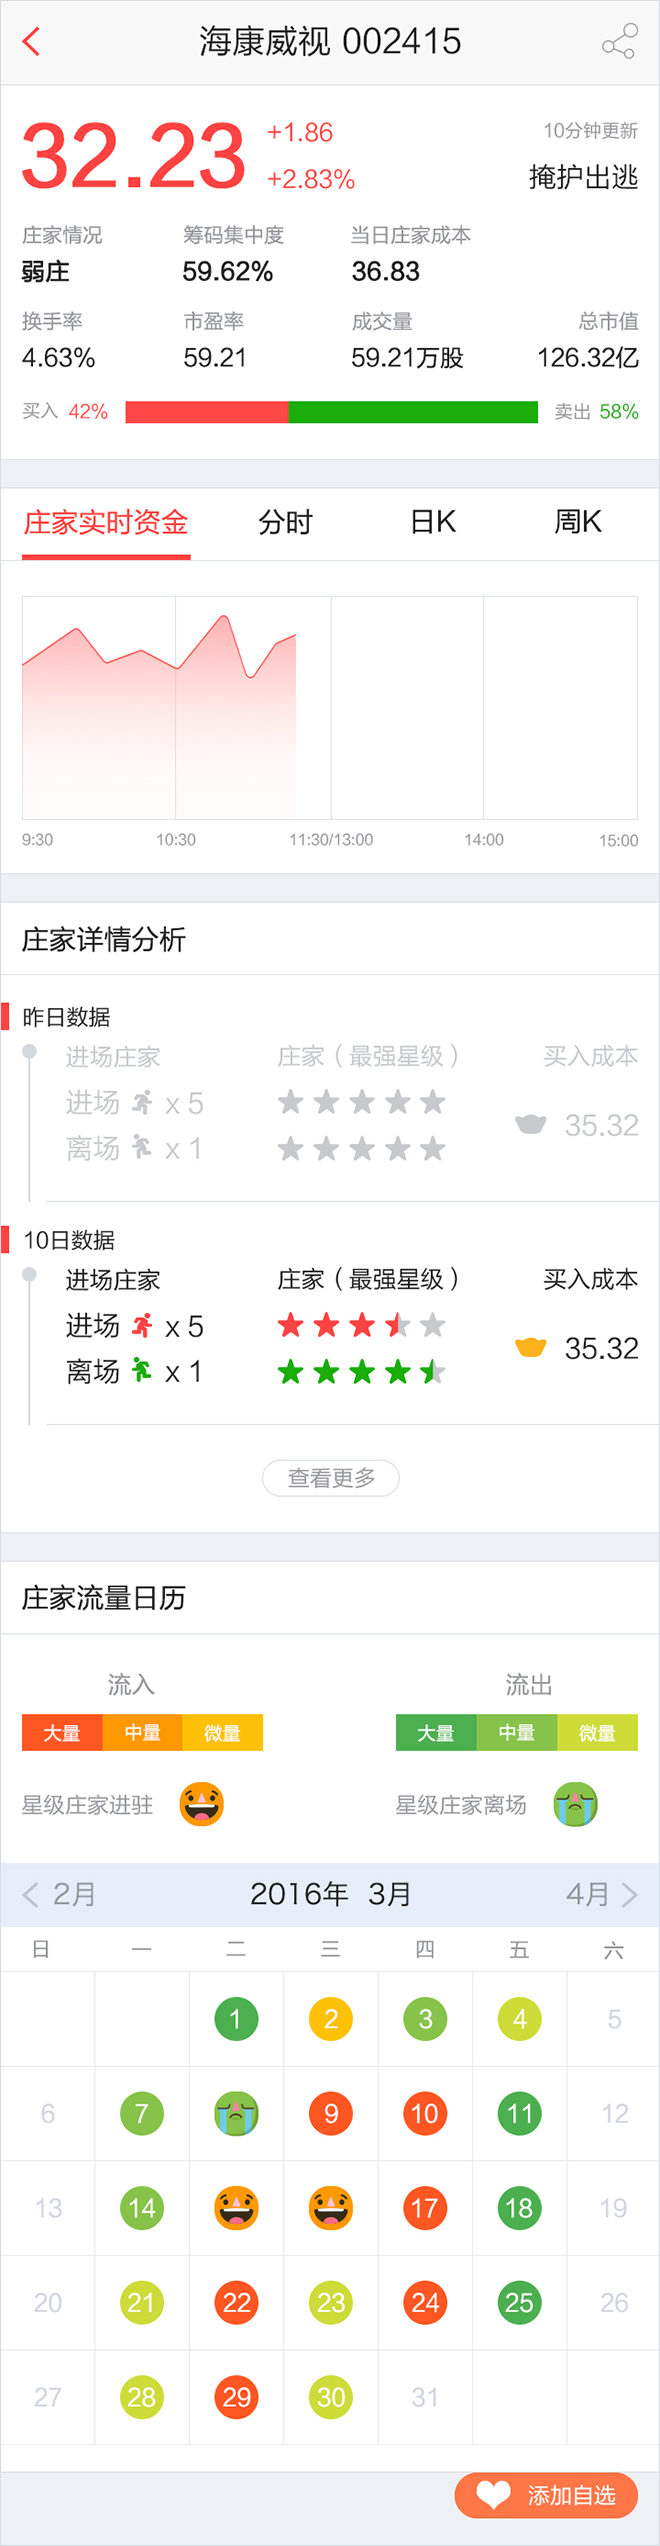 海康威视 002415
32.23
+1.86
+2.83%
10分钟更新
掩护出逃
庄家情况 筹码集中度 当日庄家成本
弱庄 59.62% 36.83
换手率 市盈率 成交量 总市值
4.63% 59.21 59.21万股 126.32亿
买入 42% 卖出 58%
庄家实时资金 分时 日K 周K
9:30 10:30 11:30/13:00 14:00 15:00
庄家详情分析
昨日数据
进场庄家 庄家（最强星级） 买入成本
进场 x 5
离场 x 1
35.32
10日数据
进场庄家 庄家（最强星级） 买入成本
进场 x 5
离场 x 1
35.32
查看更多
庄家流量日历
流入 流出
大量 中量 微量 大量 中量 微量
星级庄家进驻 星级庄家离场
2月 2016年 3月 4月
日 一 二 三 四 五 六
1 2 3 4 5
6 7 9 10 11 12
13 14 17 18 19
20 21 22 23 24 25 26
27 28 29 30 31
添加自选